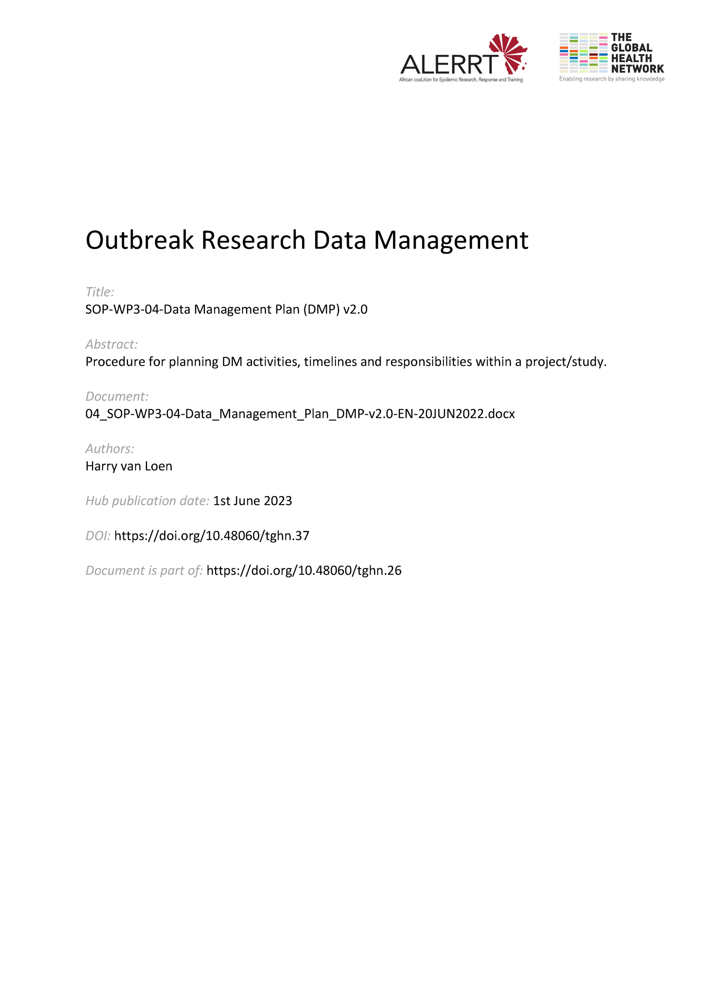 ALERRT
African coaLition for Epidemic Research, Response and Training
THE
GLOBAL
HEALTH
NETWORK
Enabling research by sharing knowledge
Outbreak Research Data Management
Title:
SOP-WP3-04-Data Management Plan (DMP) v2.0
Abstract:
Procedure for planning DM activities, timelines and responsibilities within a project/study.
Document:
04_SOP-WP3-04-Data_Management_Plan_DMP-v2.0-EN-20JUN2022.docx
Authors:
Harry van Loen
Hub publication date: 1st June 2023
DOI: https://doi.org/10.48060/tghn.37
Document is part of: https://doi.org/10.48060/tghn.26